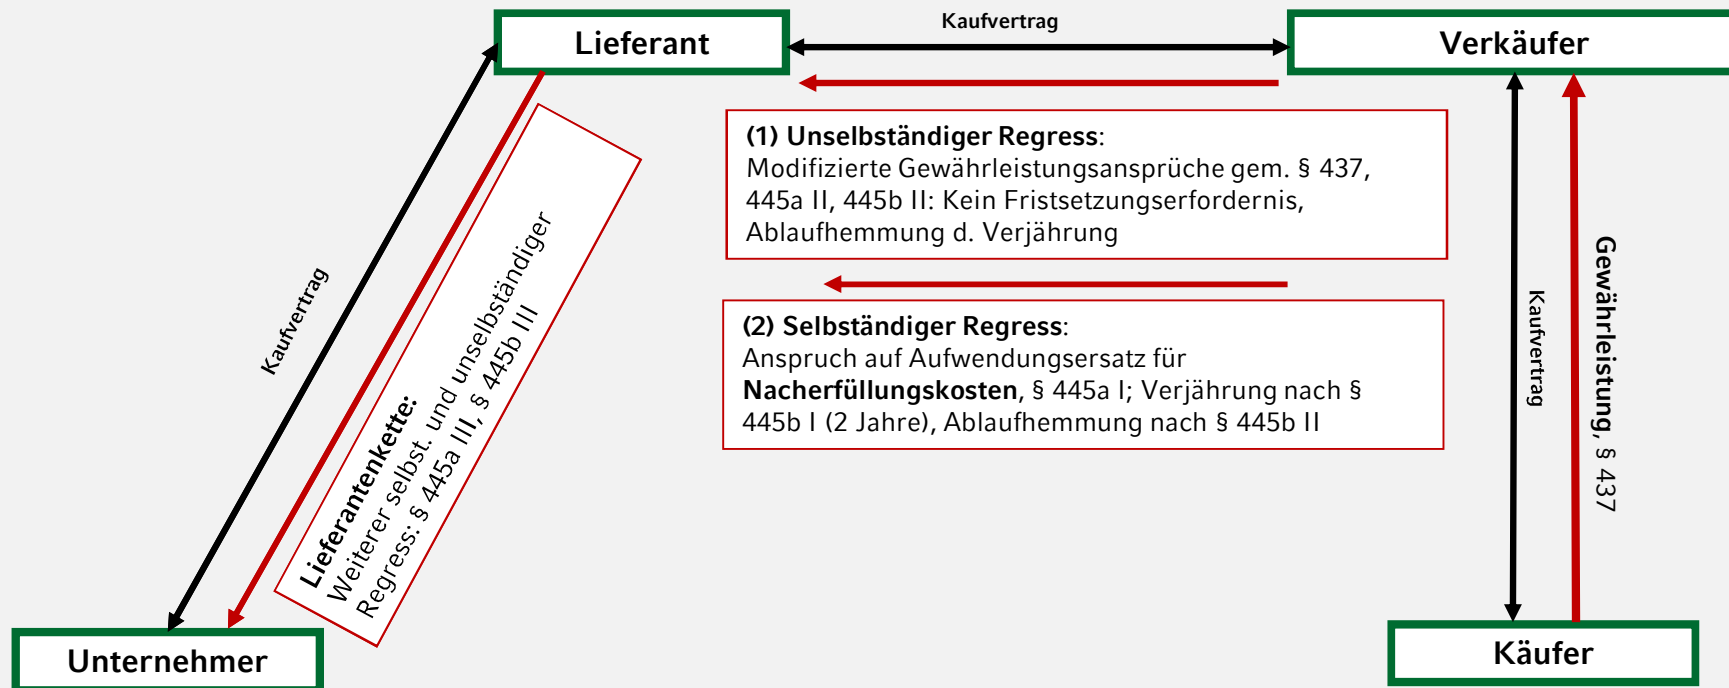 Lieferant
Kaufvertrag
Verkäufer
(1) Unselbständiger Regress:
Modifizierte Gewährleistungsansprüche gem. § 437,
445a II, 445b II: Kein Fristsetzungserfordernis,
Ablaufhemmung d. Verjährung
(2) Selbständiger Regress:
Anspruch auf Aufwendungsersatz für
Nacherfüllungskosten, § 445a I; Verjährung nach §
445b I (2 Jahre), Ablaufhemmung nach § 445b II
Kaufvertrag
Lieferantenkette:
Weiterer selbst. und unselbständiger
Regress: § 445a III, § 445b III
Kaufvertrag
Gewährleistung, § 437
Unternehmer
Käufer